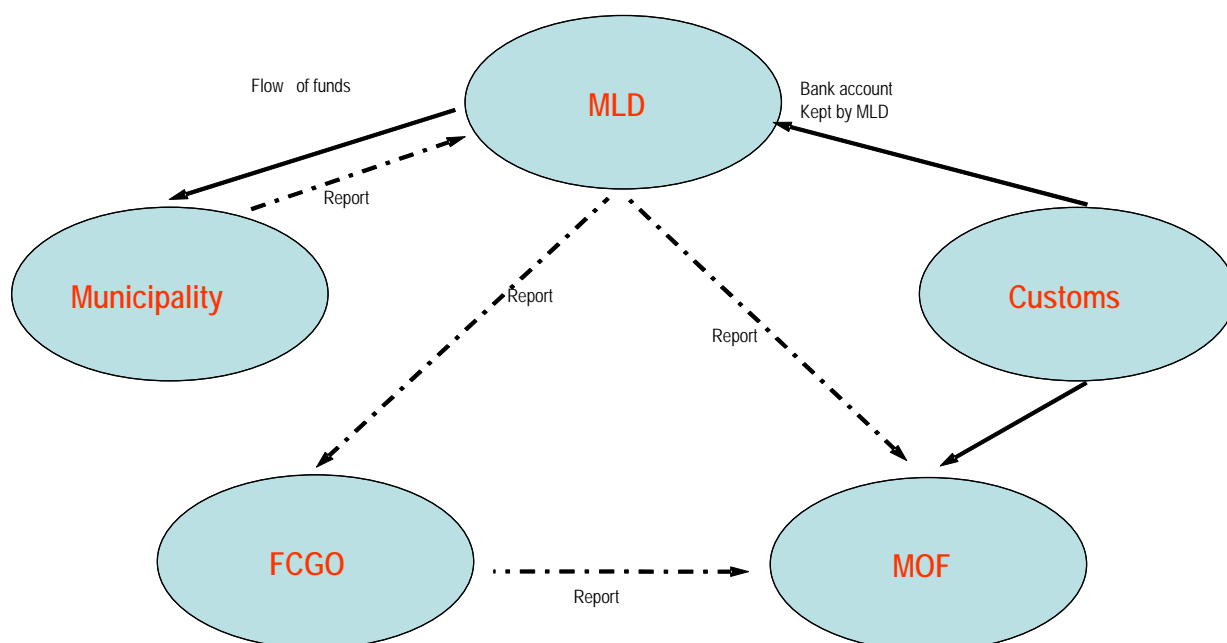 Flow of funds
MLD
Bank account
Kept by MLD
Report
Municipality
Report
Report
Customs
FCGO
Report
MOF